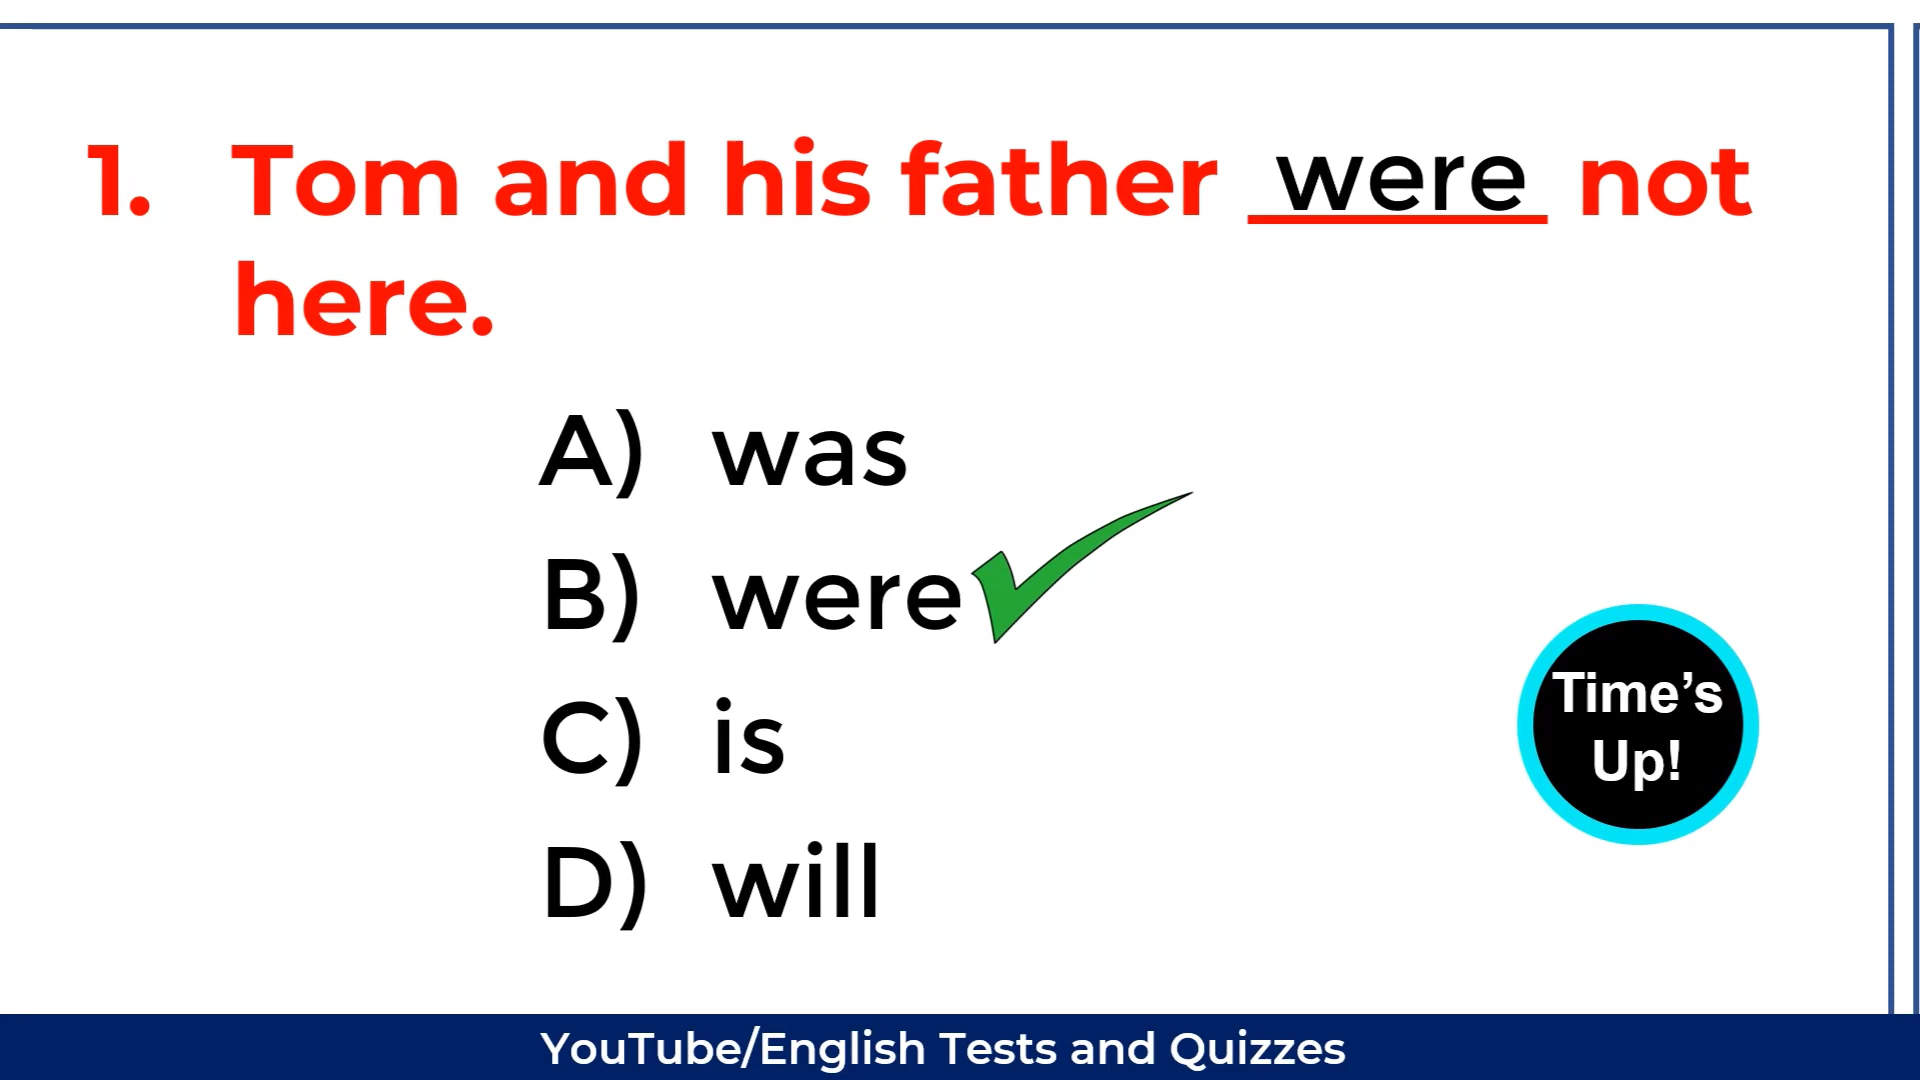 1. Tom and his father were not
here.
A) was
B) were
C) is
D) will
Time’s
Up!
YouTube/English Tests and Quizzes